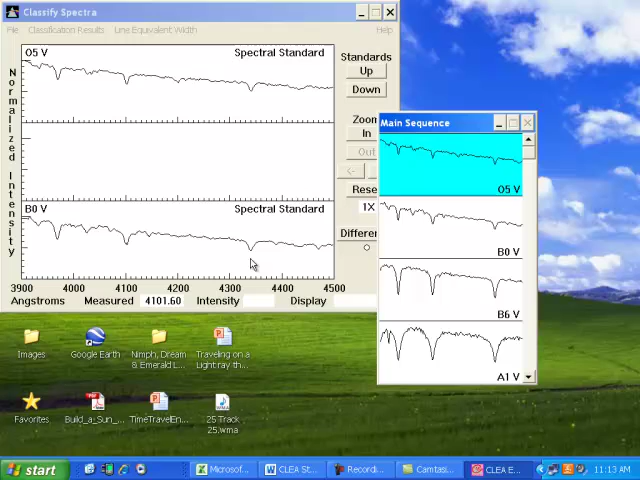 Classify Spectra
File Classification Results Line Equivalent Width Help
O5 V Spectral Standard
Normalized Intensity
B0 V Spectral Standard
3900 4000 4100 4200 4300 4400 4500
Angstroms Measured 4101.60 Intensity Display
Standards
Up
Down
Zoom
In
Out
<-
Rese
1X
Differen
Main Sequence
O5 V
B0 V
B6 V
A1 V
Images
Google Earth
Nimph, Dream
& Emerald L...
Traveling on a
Light ray th...
Favorites
Build_a_Sun_...
TimeTravelEn...
25 Track
25.wma
start
Microsof...
CLEA St...
Recordi...
Camtasi...
CLEA E...
11:13 AM